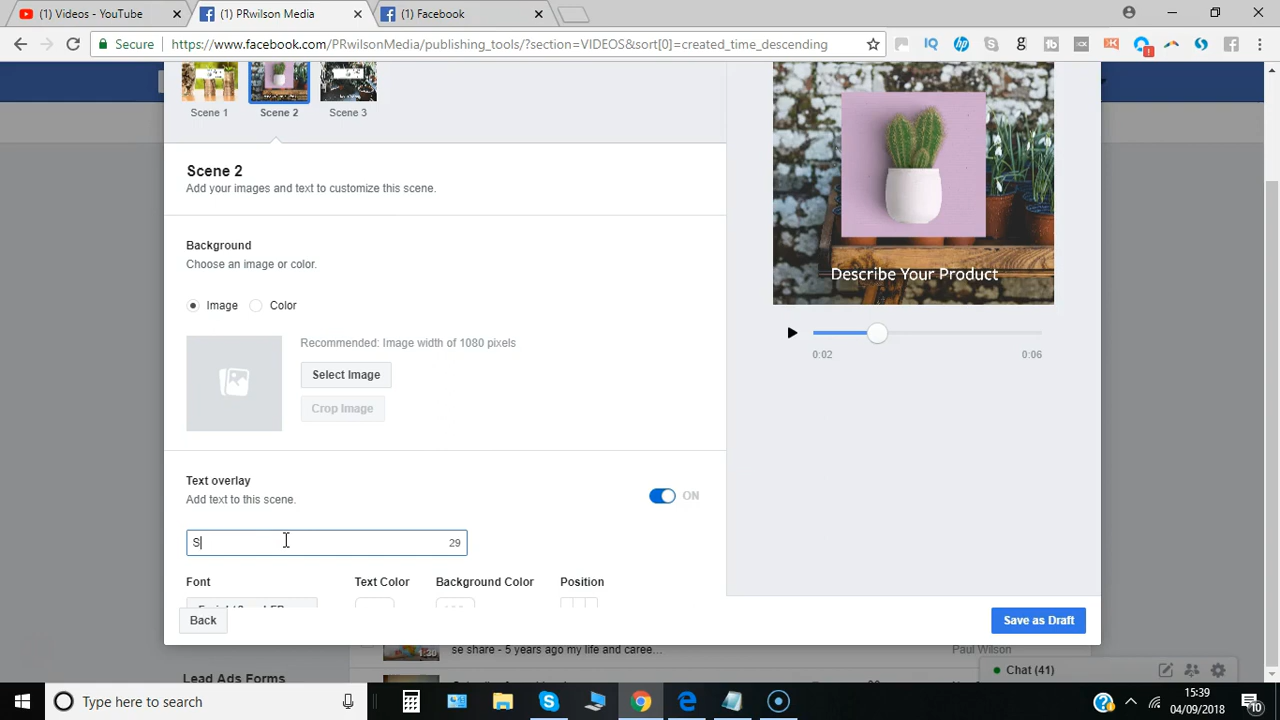 (1) Videos - YouTube
(1) PRwilson Media
(1) Facebook
Secure
https://www.facebook.com/PRwilsonMedia/publishing_tools/?section=VIDEOS&sort[0]=created_time_descending
Scene 1
Scene 2
Scene 3
Scene 2
Add your images and text to customize this scene.
Background
Choose an image or color.
Image
Color
Recommended: Image width of 1080 pixels
Select Image
Crop Image
Text overlay
Add text to this scene.
ON
S
29
Font
Text Color
Background Color
Position
Back
Save as Draft
Describe Your Product
0:02
0:06
se share - 5 years ago my life and caree...
Paul Wilson
Lead Ads Forms
Chat (41)
Type here to search
15:39
04/09/2018
10